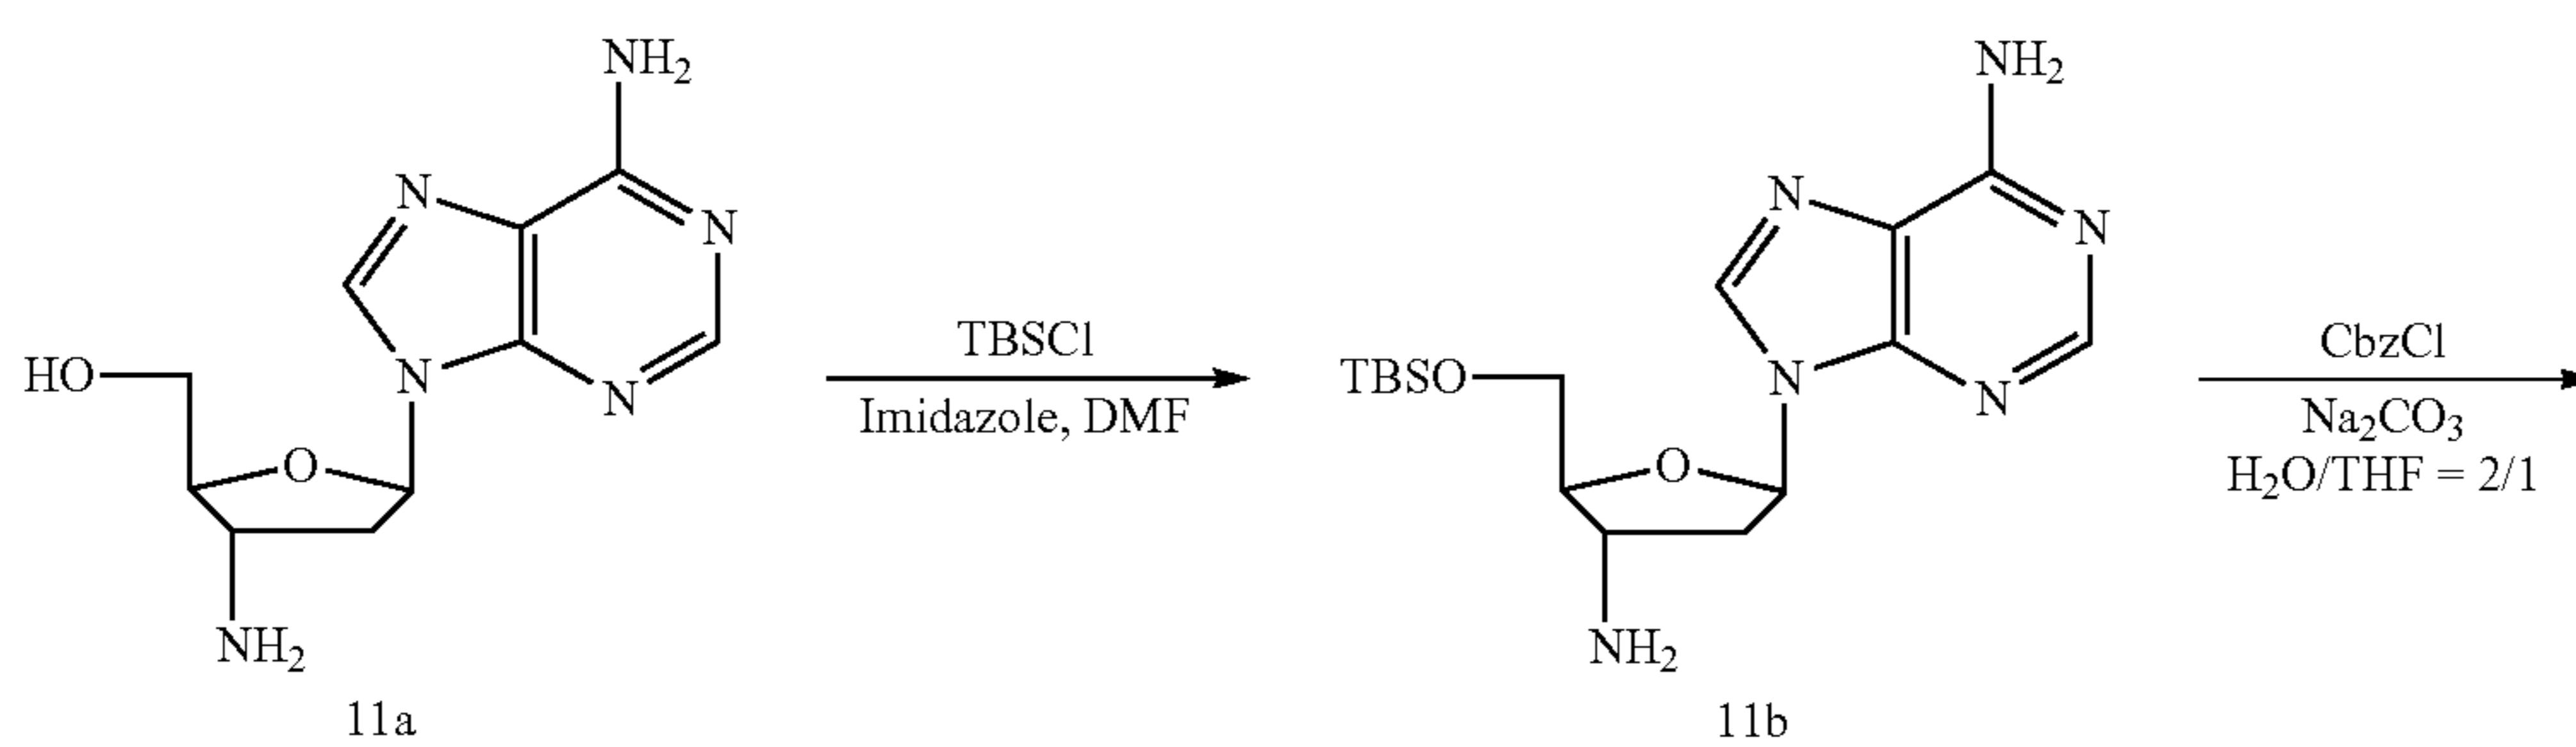 NH₂
NH₂
N
N
N
N
TBSCl
CbzCl
HO
N
N
TBSO
N
N
Imidazole, DMF
Na₂CO₃
O
O
H₂O/THF = 2/1
NH₂
NH₂
11a
11b